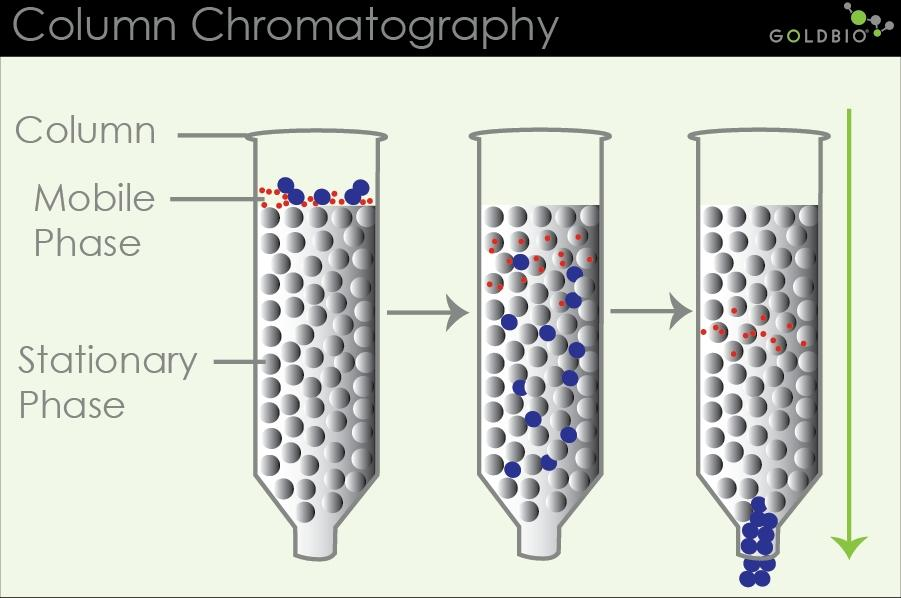 Column Chromatography
GOLDBIO
Column
Mobile
Phase
Stationary
Phase